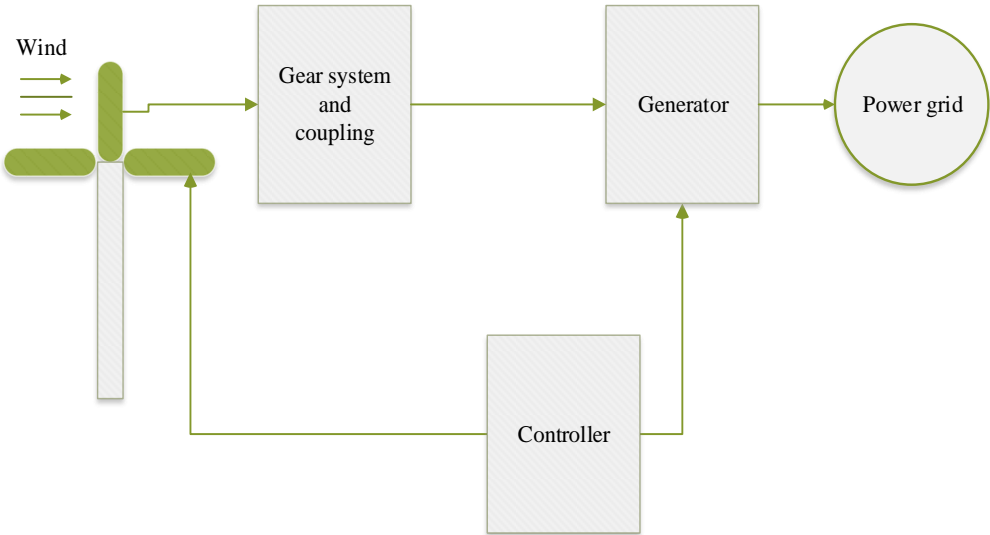 Wind
Gear system
and
coupling
Generator
Power grid
Controller